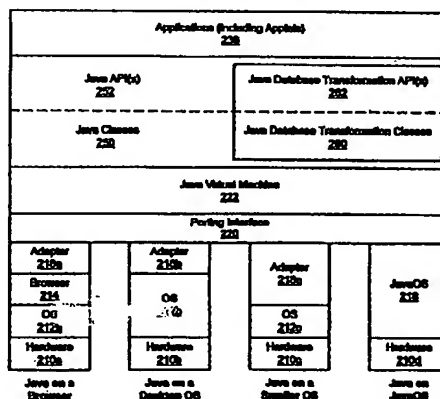 Applications (Including Applets)
230
Java API(s)
252
Java Database Transformation API(s)
262
Java Classes
250
Java Database Transformation Classes
260
Java Virtual Machine
222
Porting Interface
220
Adapter
216a
Browser
214
OS
212a
Hardware
210a
Java on a
Browser
Adapter
216b
OS
Hardware
210b
Java on a
Desktop OS
Adapter
216c
OS
212c
Hardware
210c
Java on a
Smaller OS
JavaOS
218
Hardware
210d
Java on
JavaOS